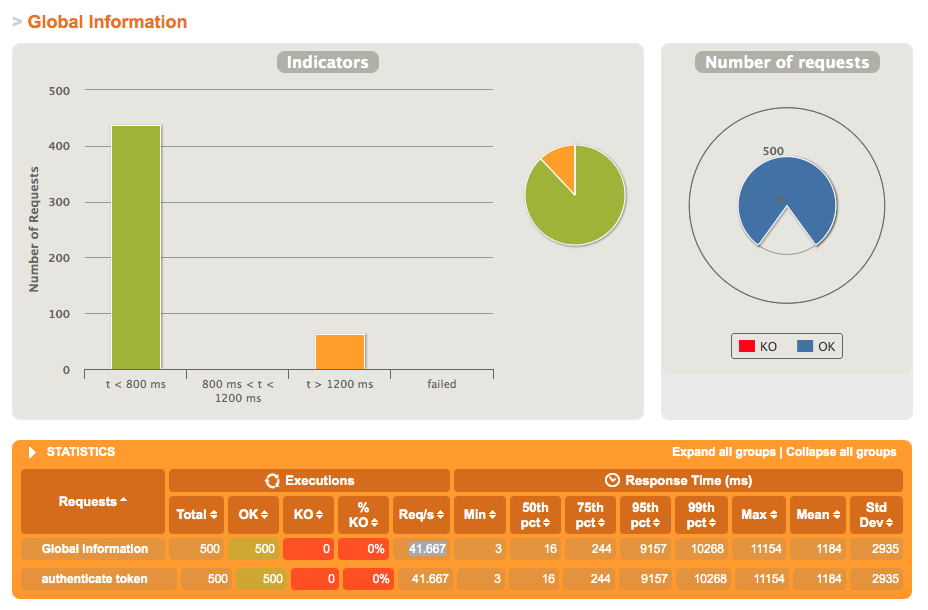 > Global Information
Indicators
Number of Requests
500
400
300
200
100
0
t < 800 ms
800 ms < t <
1200 ms
t > 1200 ms
failed
Number of requests
500
0
KO
OK
STATISTICS
Expand all groups | Collapse all groups
Requests
Executions
Response Time (ms)
Total OK KO % KO Req/s Min 50th pct 75th pct 95th pct 99th pct Max Mean Std Dev
Global Information 500 500 0 0% 41.667 3 16 244 9157 10268 11154 1184 2935
authenticate token 500 500 0 0% 41.667 3 16 244 9157 10268 11154 1184 2935